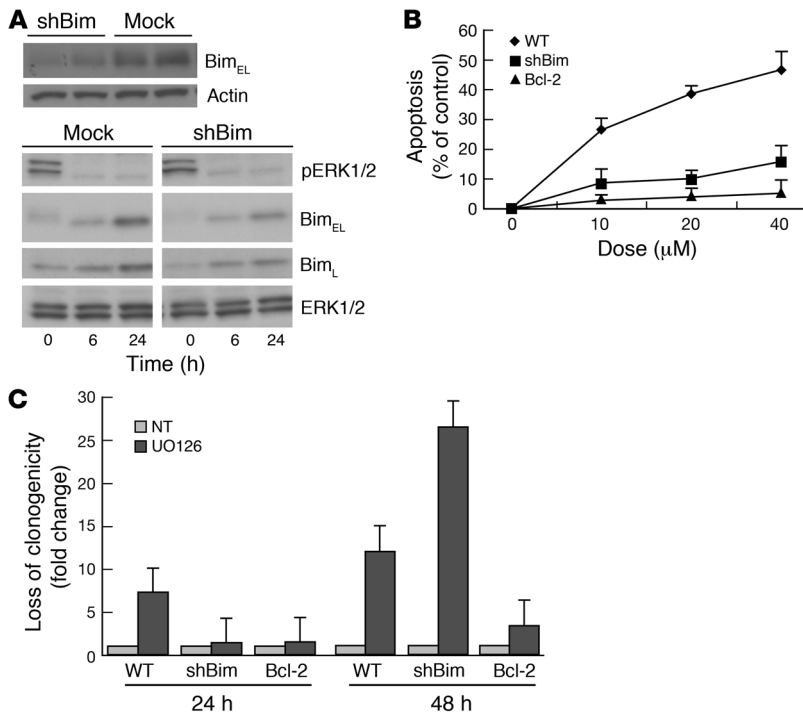 A
shBim Mock
BimEL
Actin
Mock shBim
pERK1/2
BimEL
BimL
ERK1/2
0 6 24 0 6 24
Time (h)
B
WT
shBim
Bcl-2
Apoptosis
(% of control)
60
50
40
30
20
10
0
0 10 20 40
Dose (μM)
C
NT
UO126
Loss of clonogenicity
(fold change)
30
25
20
15
10
5
0
WT shBim Bcl-2 WT shBim Bcl-2
24 h 48 h